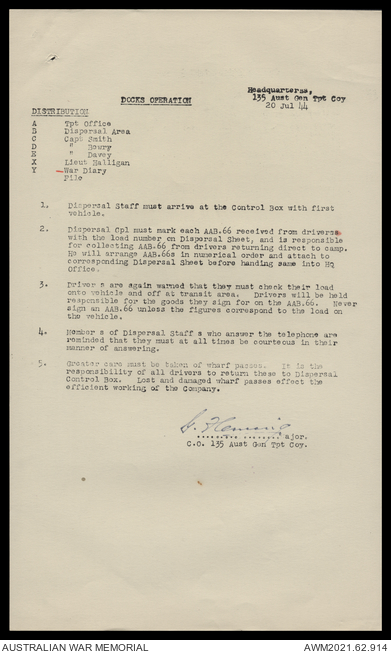 Headquarteras,
DOCKS OPERATION
135 Aust Gen Tpt Coy
20 Jul 44
DISTRIBUTION
A Tpt Office
B Dispersal Area
C Capt Smith
D " Boury
E " Davey
X Lieut Halligan
Y War Diary
File
1. Dispersal Staff must arrive at the Control Box with first
vehicle.
2. Dispersal Cpl must mark each AAB.66 received from drivers
with the load number on Dispersal Sheet, and is responsible
for collecting AAB.66 from drivers returning direct to camp.
He will arrange AAB.66s in numerical order and attach to
corresponding Dispersal Sheet before handing same into HQ
Office.
3. Driver s are again warned that they must check their load
onto vehicle and off at transit area. Drivers will be held
responsible for the goods they sign for on the AAB.66. Never
sign an AAB.66 unless the figures correspond to the load on
the vehicle.
4. Member s of Dispersal Staff s who answer the telephone are
reminded that they must at all times be courteous in their
manner of answering.
5. Greater care must be taken of wharf passes. It is the
responsibility of all drivers to return these to Dispersal
Control Box. Lost and damaged wharf passes effect the
efficient working of the Company.
G. Fleming
......... ........ ajor.
C.O. 135 Aust Gen Tpt Coy.
AUSTRALIAN WAR MEMORIAL
AWM2021.62.914